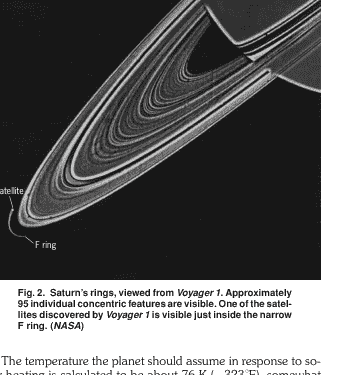 atellite
F ring
Fig. 2. Saturn's rings, viewed from Voyager 1. Approximately
95 individual concentric features are visible. One of the satel-
lites discovered by Voyager 1 is visible just inside the narrow
F ring. (NASA)
The temperature the planet should assume in response to so-
heating is calculated to be about 76 K (−323°F), somewhat